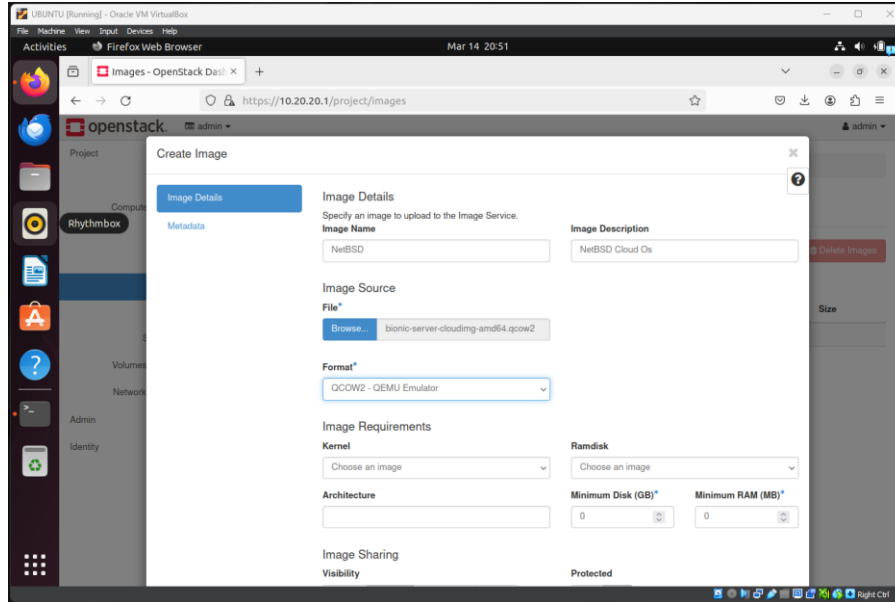 UBUNTU [Running] - Oracle VM VirtualBox
File Machine View Input Devices Help
Activities Firefox Web Browser Mar 14 20:51
Images - OpenStack Dash × +
https://10.20.20.1/project/images
openstack. admin admin
Project
Create Image
Image Details
Metadata
Image Details
Specify an image to upload to the Image Service.
Image Name Image Description
NetBSD NetBSD Cloud Os
Compute
Rhythmbox
Delete Images
Image Source
File*
Browse... bionic-server-cloudimg-amd64.qcow2
Size
Format*
QCOW2 - QEMU Emulator
Volumes
Network
Admin
Identity
Image Requirements
Kernel Ramdisk
Choose an image Choose an image
Architecture Minimum Disk (GB)* Minimum RAM (MB)*
0 0
Image Sharing
Visibility Protected
Right Ctrl